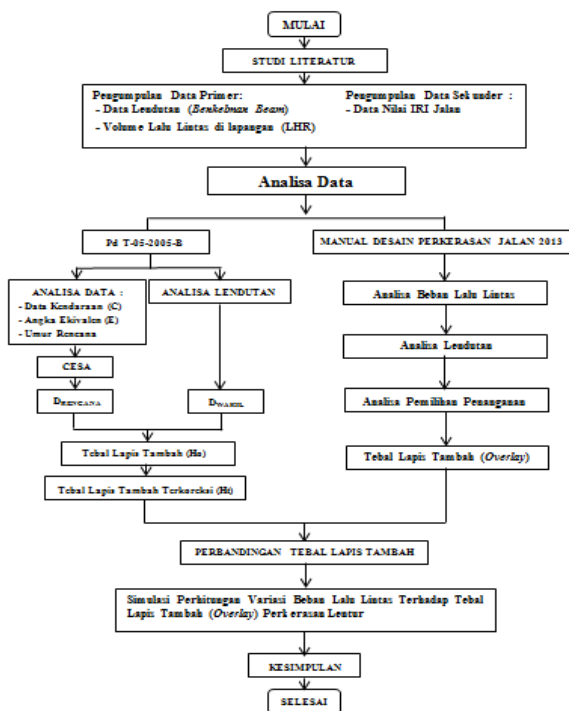 MULAI
STUDI LITERATUR
Pengumpulan Data Primer:
- Data Lendutan (Benkelman Beam)
- Volume Lalu Lintas di lapangan (LHR)
Pengumpulan Data Sekunder :
- Data Nilai IRI Jalan
Analisa Data
Pd T-05-2005-B
MANUAL DESAIN PERKERASAN JALAN 2013
ANALISA DATA :
- Data Kendaraan (C)
- Angka Ekivalen (E)
- Umur Rencana
ANALISA LENDUTAN
Analisa Beban Lalu Lintas
CESA
Analisa Lendutan
DRENCANA
DWAKIL
Analisa Pemilihan Penanganan
Tebal Lapis Tambah (Ho)
Tebal Lapis Tambah (Overlay)
Tebal Lapis Tambah Terkoreksi (Ht)
PERBANDINGAN TEBAL LAPIS TAMBAH
Simulasi Perhitungan Variasi Beban Lalu Lintas Terhadap Tebal
Lapis Tambah (Overlay) Perkerasan Lentur
KESIMPULAN
SELESAI